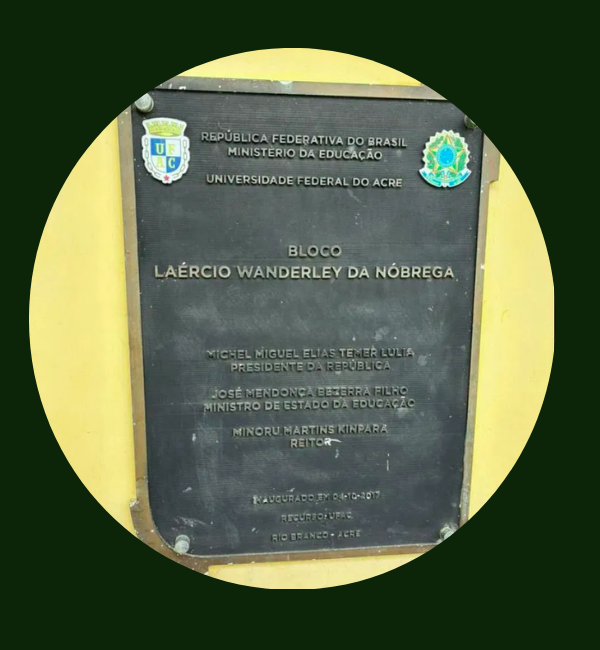 UF
AC
REPÚBLICA FEDERATIVA DO BRASIL
MINISTÉRIO DA EDUCAÇÃO
UNIVERSIDADE FEDERAL DO ACRE
BLOCO
LAÉRCIO WANDERLEY DA NÓBREGA
MICHEL MIGUEL ELIAS TEMER LULIA
PRESIDENTE DA REPÚBLICA
JOSÉ MENDONÇA BEZERRA FILHO
MINISTRO DE ESTADO DA EDUCAÇÃO
MINORU MARTINS KINPARA
REITOR
INAUGURADO EM 04-10-2017
RECURSO: UFAC
RIO BRANCO - ACRE